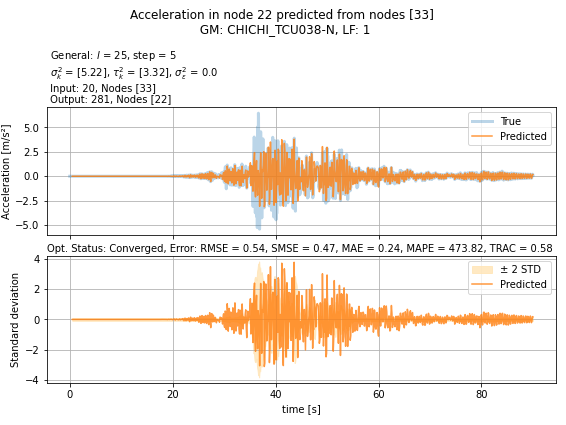 Acceleration in node 22 predicted from nodes [33]
GM: CHICHI_TCU038-N, LF: 1
General: l = 25, step = 5
σ²ₖ = [5.22], τ²ₖ = [3.32], σ²ε = 0.0
Input: 20, Nodes [33]
Output: 281, Nodes [22]
Acceleration [m/s²]
5.0
2.5
0.0
−2.5
−5.0
True
Predicted
Opt. Status: Converged, Error: RMSE = 0.54, SMSE = 0.47, MAE = 0.24, MAPE = 473.82, TRAC = 0.58
Standard deviation
4
2
0
−2
−4
± 2 STD
Predicted
0
20
40
60
80
time [s]